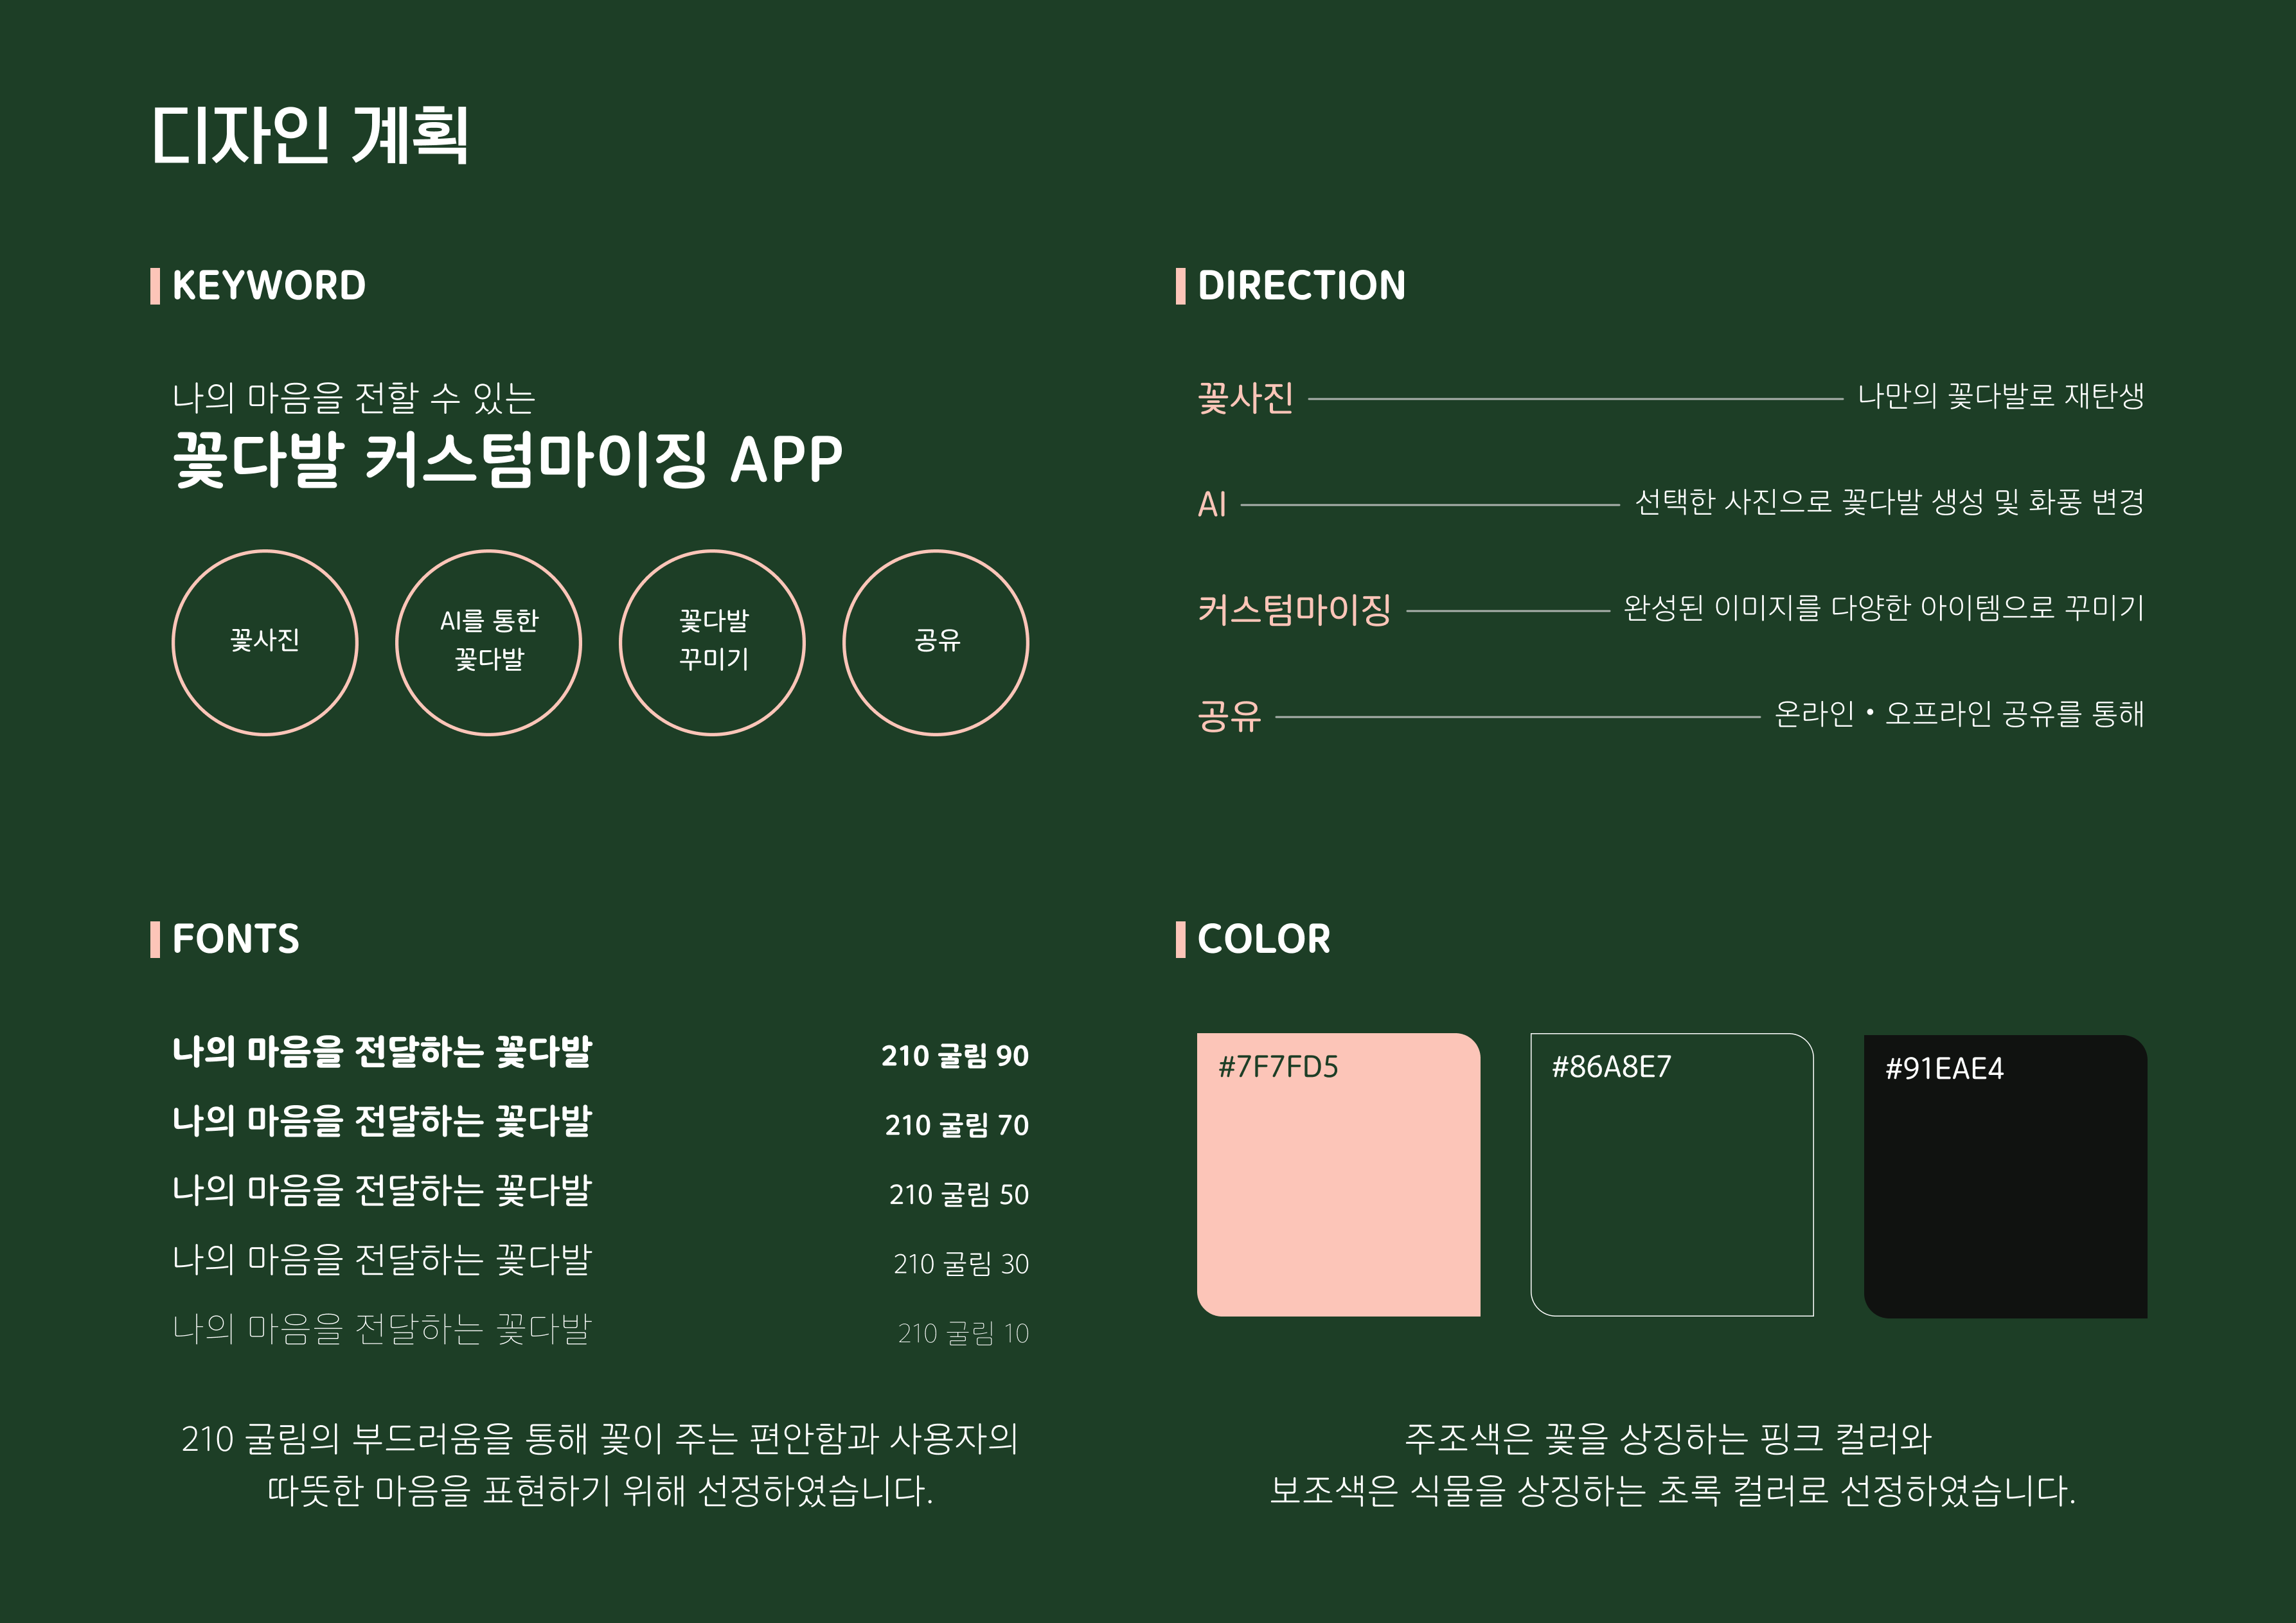 디자인 계획
KEYWORD
나의 마음을 전할 수 있는
꽃다발 커스텀마이징 APP
꽃사진
AI를 통한
꽃다발
꽃다발
꾸미기
공유
DIRECTION
꽃사진 나만의 꽃다발로 재탄생
AI 선택한 사진으로 꽃다발 생성 및 화풍 변경
커스텀마이징 완성된 이미지를 다양한 아이템으로 꾸미기
공유 온라인 • 오프라인 공유를 통해
FONTS
나의 마음을 전달하는 꽃다발 210 굴림 90
나의 마음을 전달하는 꽃다발 210 굴림 70
나의 마음을 전달하는 꽃다발 210 굴림 50
나의 마음을 전달하는 꽃다발 210 굴림 30
나의 마음을 전달하는 꽃다발 210 굴림 10
210 굴림의 부드러움을 통해 꽃이 주는 편안함과 사용자의
따뜻한 마음을 표현하기 위해 선정하였습니다.
COLOR
#7F7FD5
#86A8E7
#91EAE4
주조색은 꽃을 상징하는 핑크 컬러와
보조색은 식물을 상징하는 초록 컬러로 선정하였습니다.